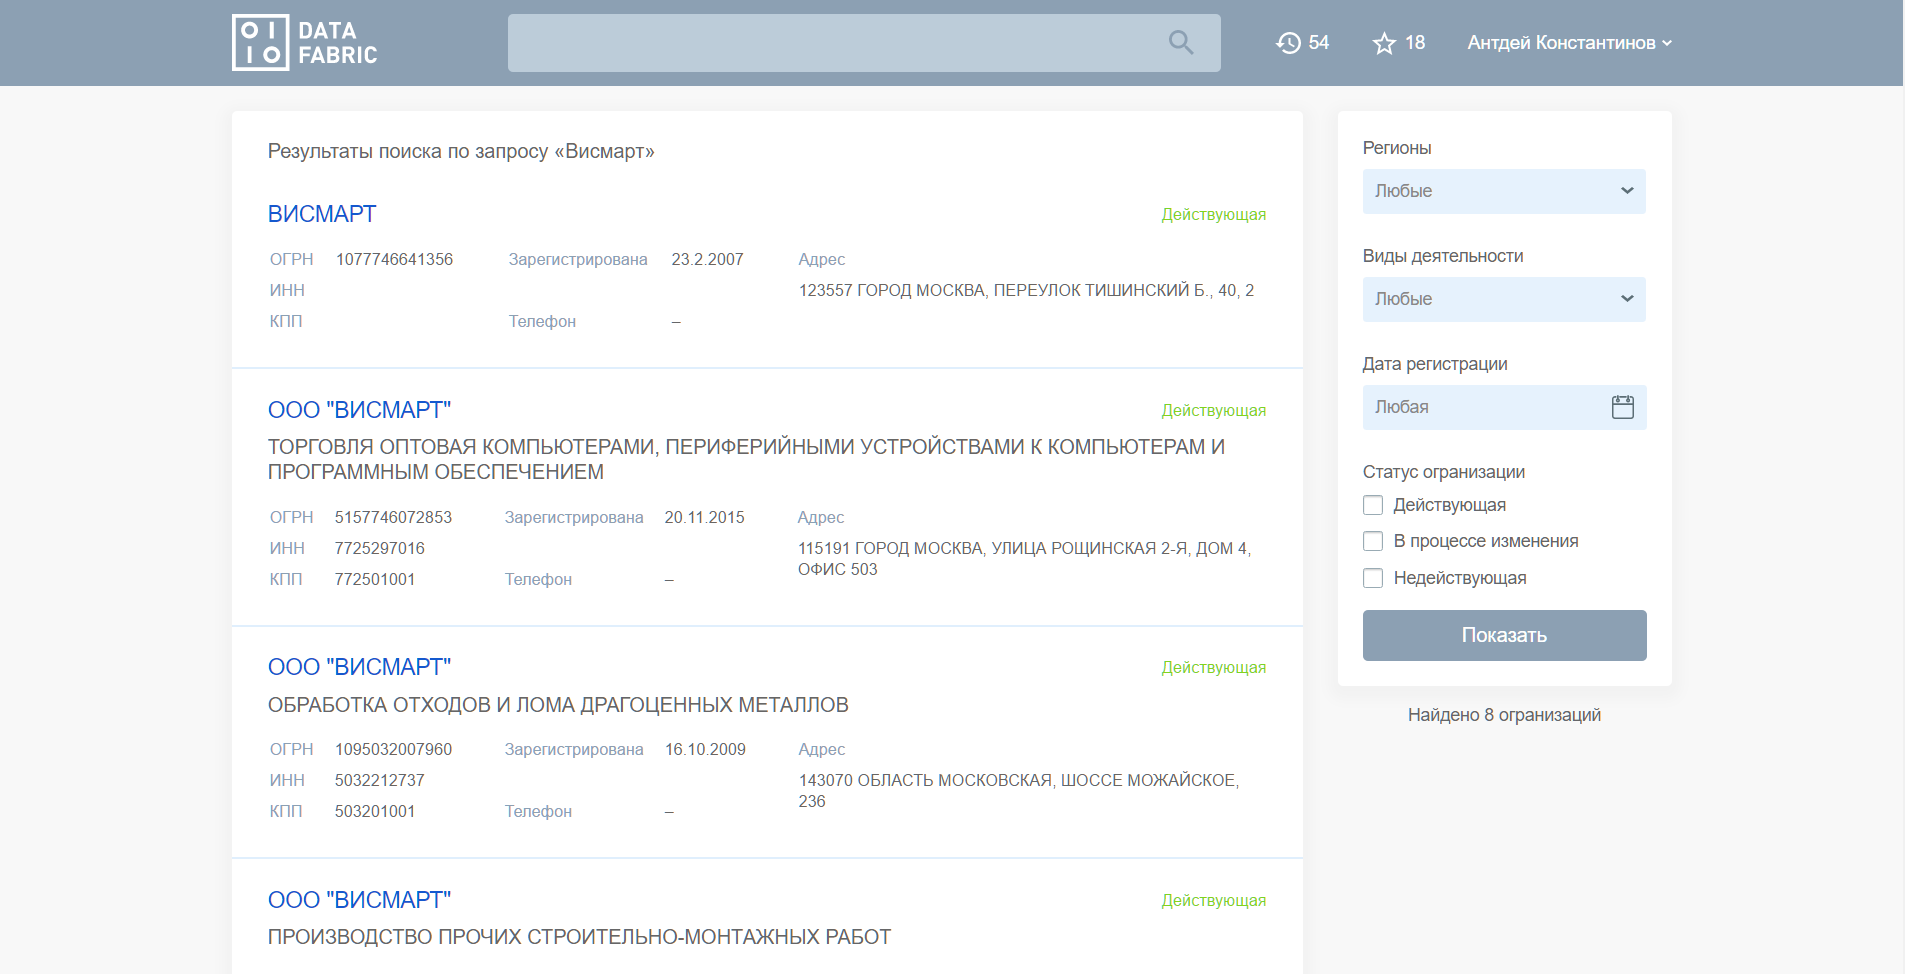 DATA
FABRIC
54
18
Антдей Константинов
Результаты поиска по запросу «Висмарт»
ВИСМАРТ
Действующая
ОГРН 1077746641356 Зарегистрирована 23.2.2007 Адрес
ИНН 123557 ГОРОД МОСКВА, ПЕРЕУЛОК ТИШИНСКИЙ Б., 40, 2
КПП Телефон –
ООО "ВИСМАРТ"
Действующая
ТОРГОВЛЯ ОПТОВАЯ КОМПЬЮТЕРАМИ, ПЕРИФЕРИЙНЫМИ УСТРОЙСТВАМИ К КОМПЬЮТЕРАМ И
ПРОГРАММНЫМ ОБЕСПЕЧЕНИЕМ
ОГРН 5157746072853 Зарегистрирована 20.11.2015 Адрес
ИНН 7725297016 115191 ГОРОД МОСКВА, УЛИЦА РОЩИНСКАЯ 2-Я, ДОМ 4,
ОФИС 503
КПП 772501001 Телефон –
ООО "ВИСМАРТ"
Действующая
ОБРАБОТКА ОТХОДОВ И ЛОМА ДРАГОЦЕННЫХ МЕТАЛЛОВ
ОГРН 1095032007960 Зарегистрирована 16.10.2009 Адрес
ИНН 5032212737 143070 ОБЛАСТЬ МОСКОВСКАЯ, ШОССЕ МОЖАЙСКОЕ,
236
КПП 503201001 Телефон –
ООО "ВИСМАРТ"
Действующая
ПРОИЗВОДСТВО ПРОЧИХ СТРОИТЕЛЬНО-МОНТАЖНЫХ РАБОТ
Регионы
Любые
Виды деятельности
Любые
Дата регистрации
Любая
Статус огранизации
Действующая
В процессе изменения
Недействующая
Показать
Найдено 8 огранизаций